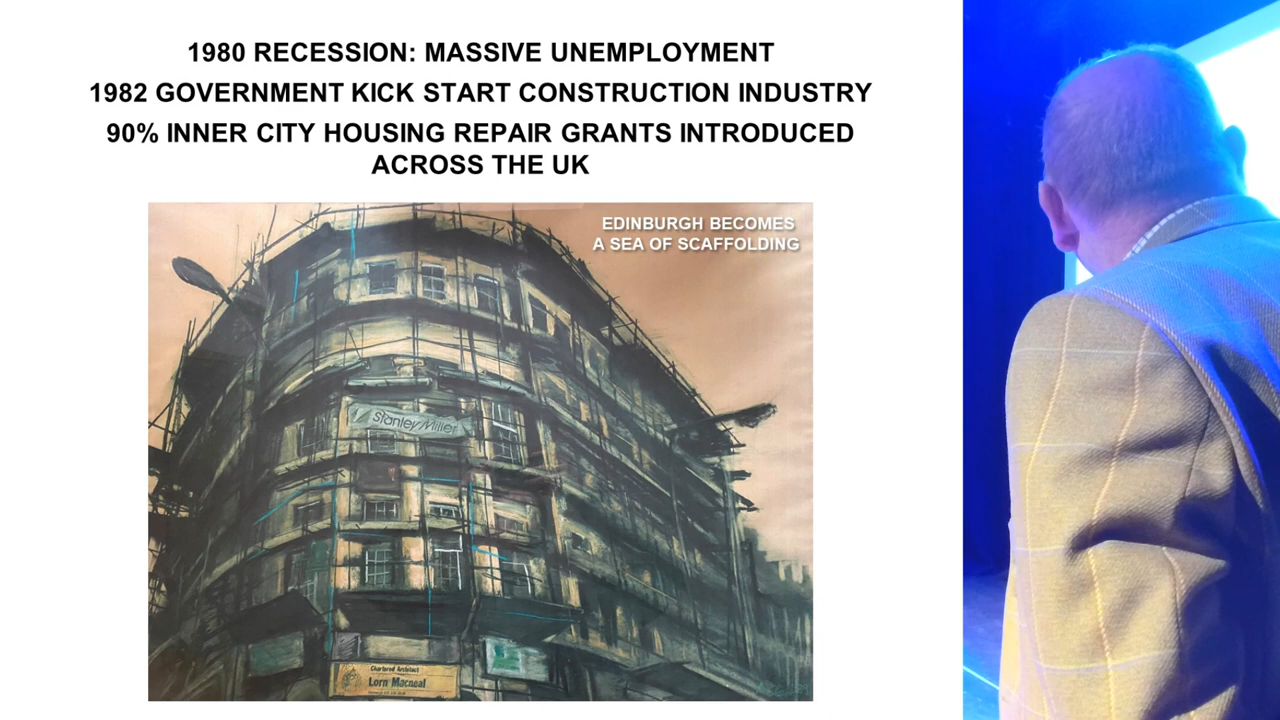 1980 RECESSION: MASSIVE UNEMPLOYMENT
1982 GOVERNMENT KICK START CONSTRUCTION INDUSTRY
90% INNER CITY HOUSING REPAIR GRANTS INTRODUCED
ACROSS THE UK
EDINBURGH BECOMES
A SEA OF SCAFFOLDING
Stanley Miller
Chartered Architect
Lorn Macneal